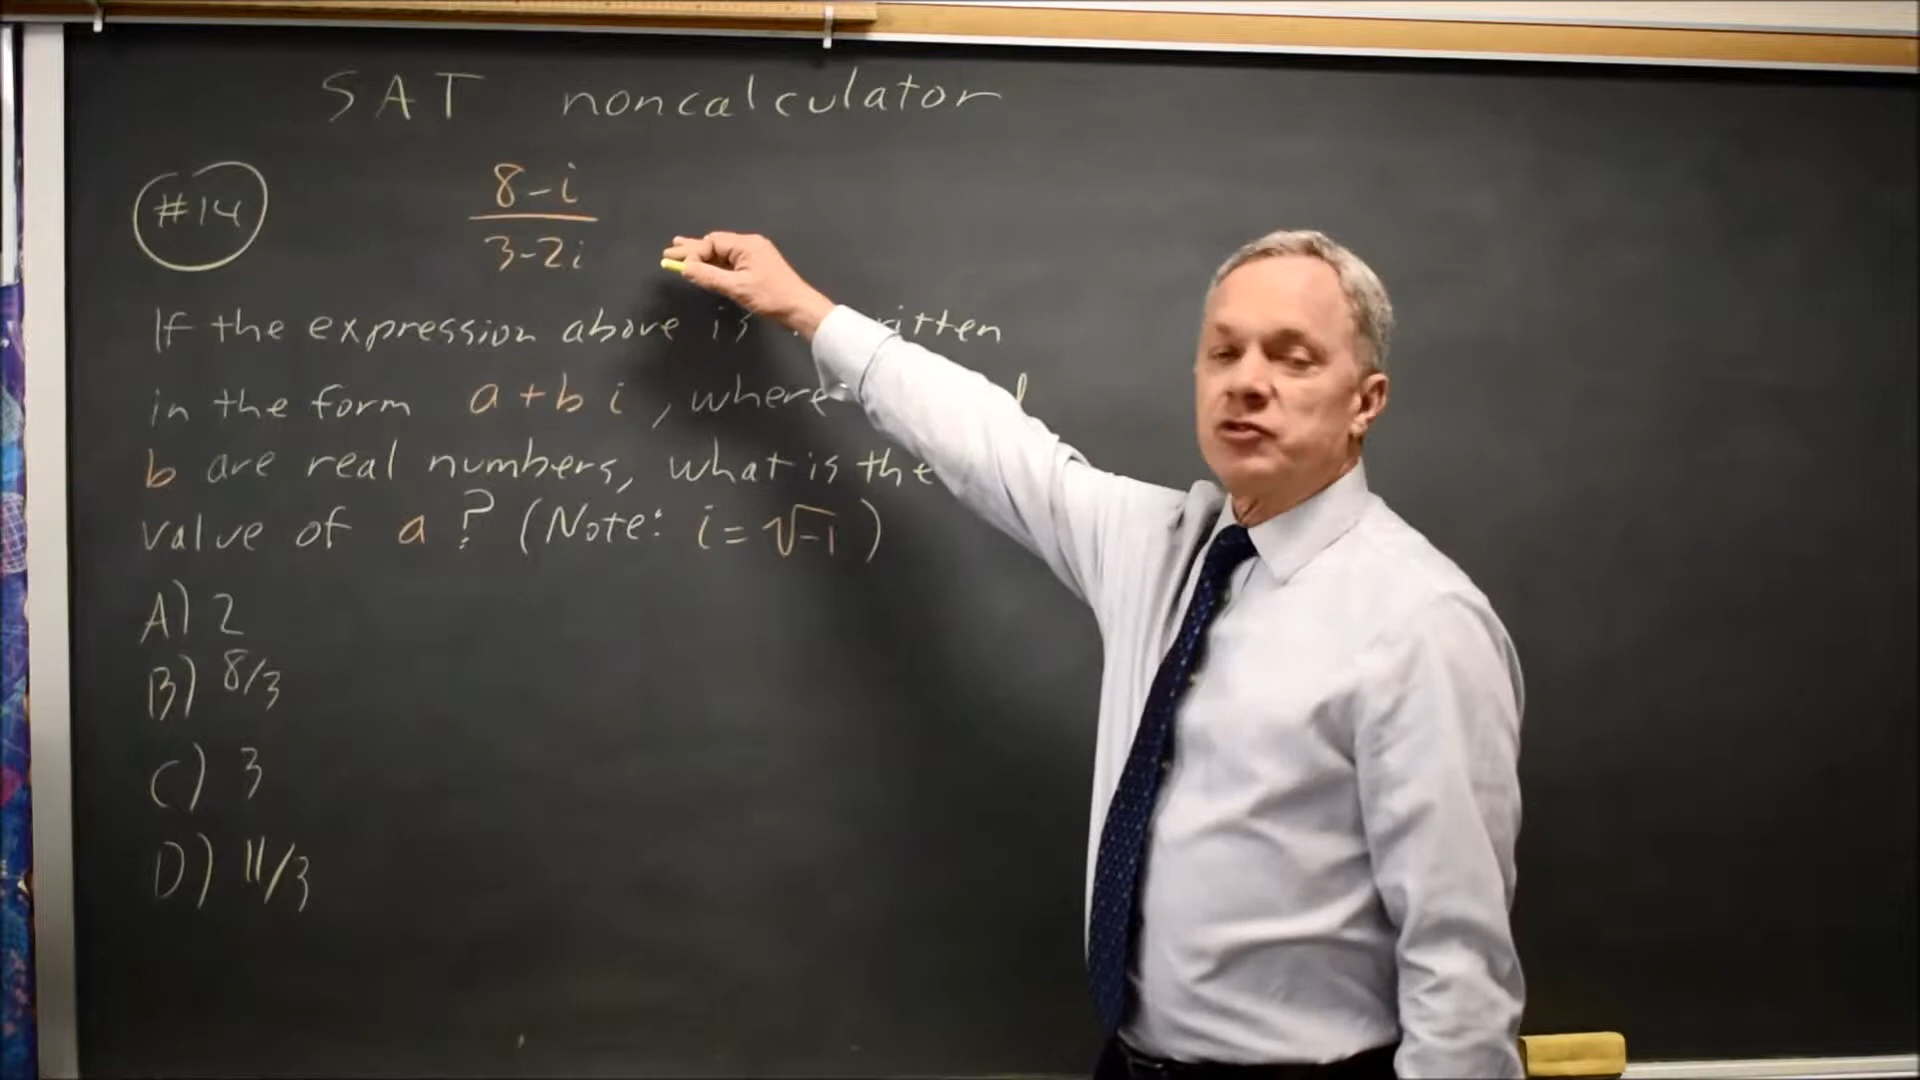 SAT noncalculator
#14
8-i
3-2i
If the expression above is ritten
in the form a + b i , where
b are real numbers, what is the
value of a ? (Note: i = √-1 )
A) 2
B) 8/3
C) 3
D) 11/3